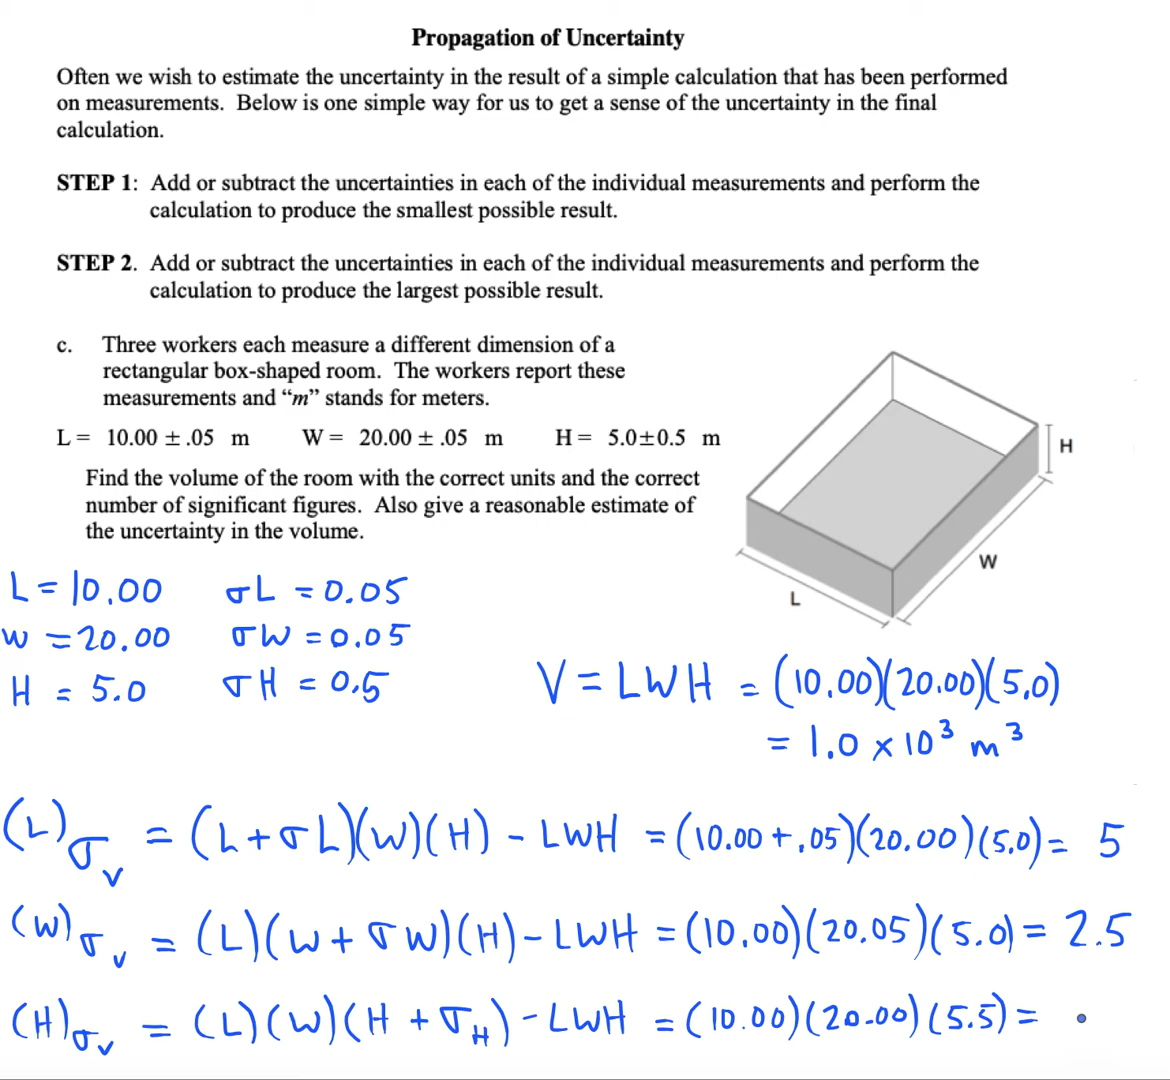 Propagation of Uncertainty
Often we wish to estimate the uncertainty in the result of a simple calculation that has been performed
on measurements. Below is one simple way for us to get a sense of the uncertainty in the final
calculation.
STEP 1: Add or subtract the uncertainties in each of the individual measurements and perform the
calculation to produce the smallest possible result.
STEP 2. Add or subtract the uncertainties in each of the individual measurements and perform the
calculation to produce the largest possible result.
c. Three workers each measure a different dimension of a
rectangular box-shaped room. The workers report these
measurements and “m” stands for meters.
L = 10.00 ± .05 m W = 20.00 ± .05 m H = 5.0±0.5 m
Find the volume of the room with the correct units and the correct
number of significant figures. Also give a reasonable estimate of
the uncertainty in the volume.
H
W
L
L = 10.00 σL = 0.05
W = 20.00 σW = 0.05
H = 5.0 σH = 0.5
V = LWH = (10.00)(20.00)(5.0)
= 1.0 x 10³ m³
(L)σᵥ = (L+σL)(W)(H) - LWH = (10.00 + .05)(20.00)(5.0) = 5
(W)σᵥ = (L)(W+σW)(H) - LWH = (10.00)(20.05)(5.0) = 2.5
(H)σᵥ = (L)(W)(H + σH) - LWH = (10.00)(20.00)(5.5) =